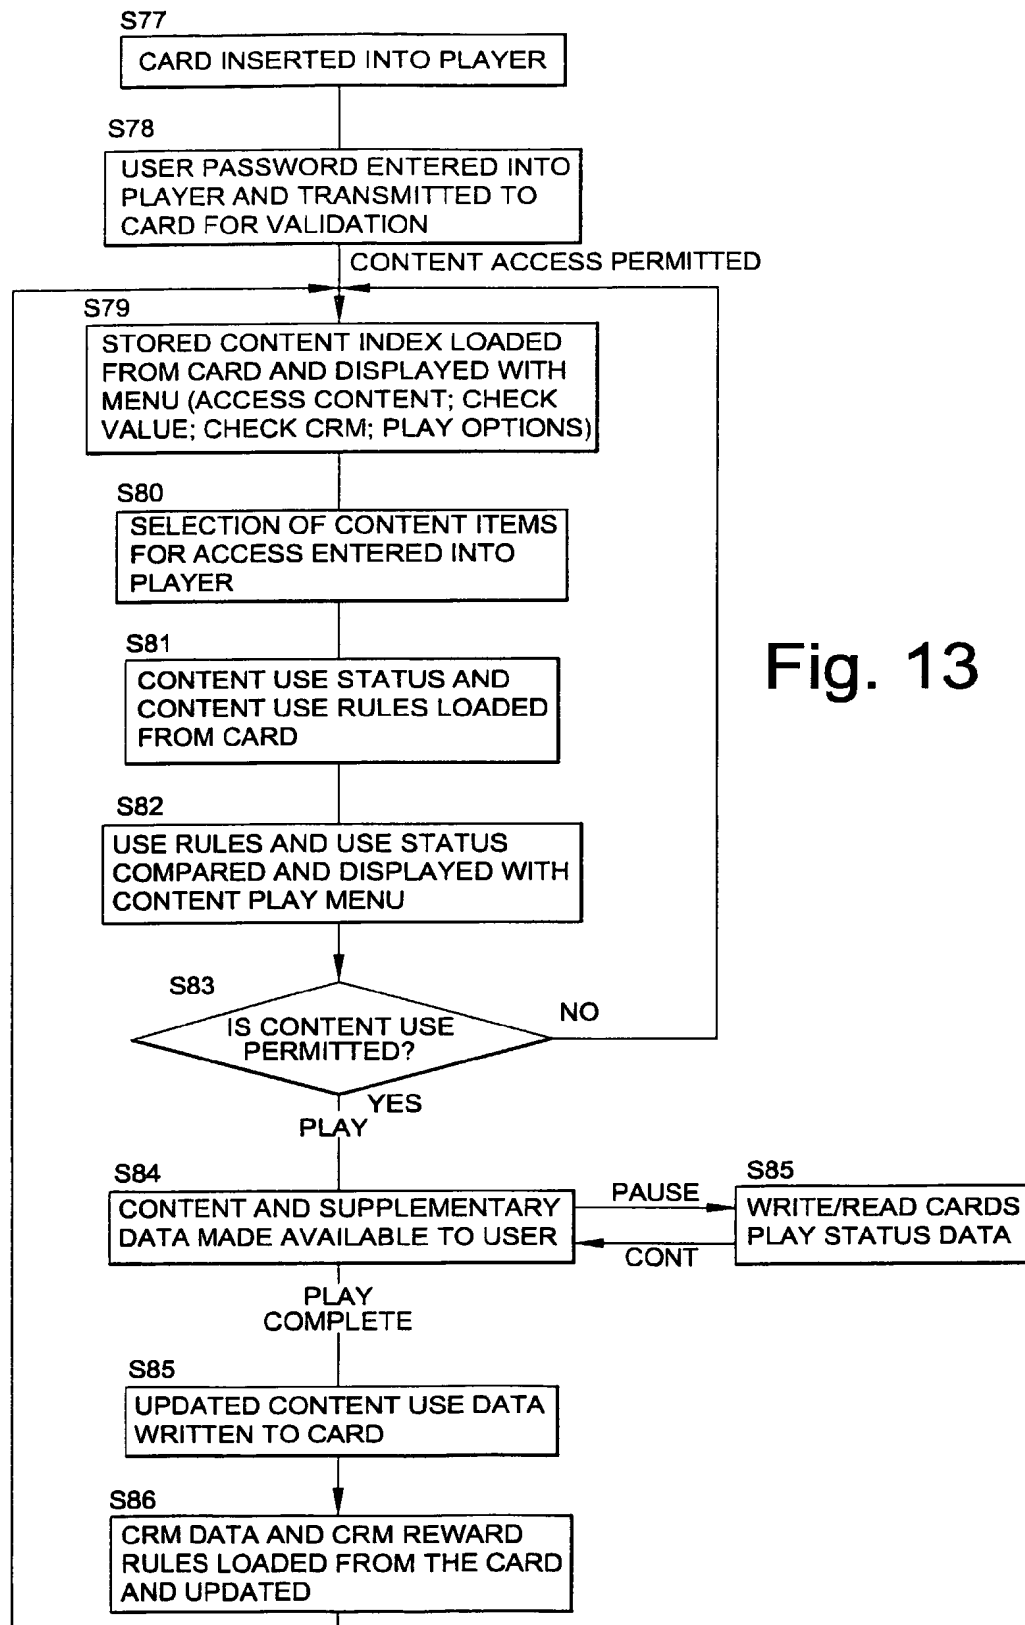 S77
CARD INSERTED INTO PLAYER
S78
USER PASSWORD ENTERED INTO
PLAYER AND TRANSMITTED TO
CARD FOR VALIDATION
CONTENT ACCESS PERMITTED
S79
STORED CONTENT INDEX LOADED
FROM CARD AND DISPLAYED WITH
MENU (ACCESS CONTENT; CHECK
VALUE; CHECK CRM; PLAY OPTIONS)
S80
SELECTION OF CONTENT ITEMS
FOR ACCESS ENTERED INTO
PLAYER
S81
CONTENT USE STATUS AND
CONTENT USE RULES LOADED
FROM CARD
Fig. 13
S82
USE RULES AND USE STATUS
COMPARED AND DISPLAYED WITH
CONTENT PLAY MENU
S83
IS CONTENT USE
PERMITTED?
NO
YES
PLAY
S84
CONTENT AND SUPPLEMENTARY
DATA MADE AVAILABLE TO USER
PAUSE
CONT
S85
WRITE/READ CARDS
PLAY STATUS DATA
PLAY
COMPLETE
S85
UPDATED CONTENT USE DATA
WRITTEN TO CARD
S86
CRM DATA AND CRM REWARD
RULES LOADED FROM THE CARD
AND UPDATED